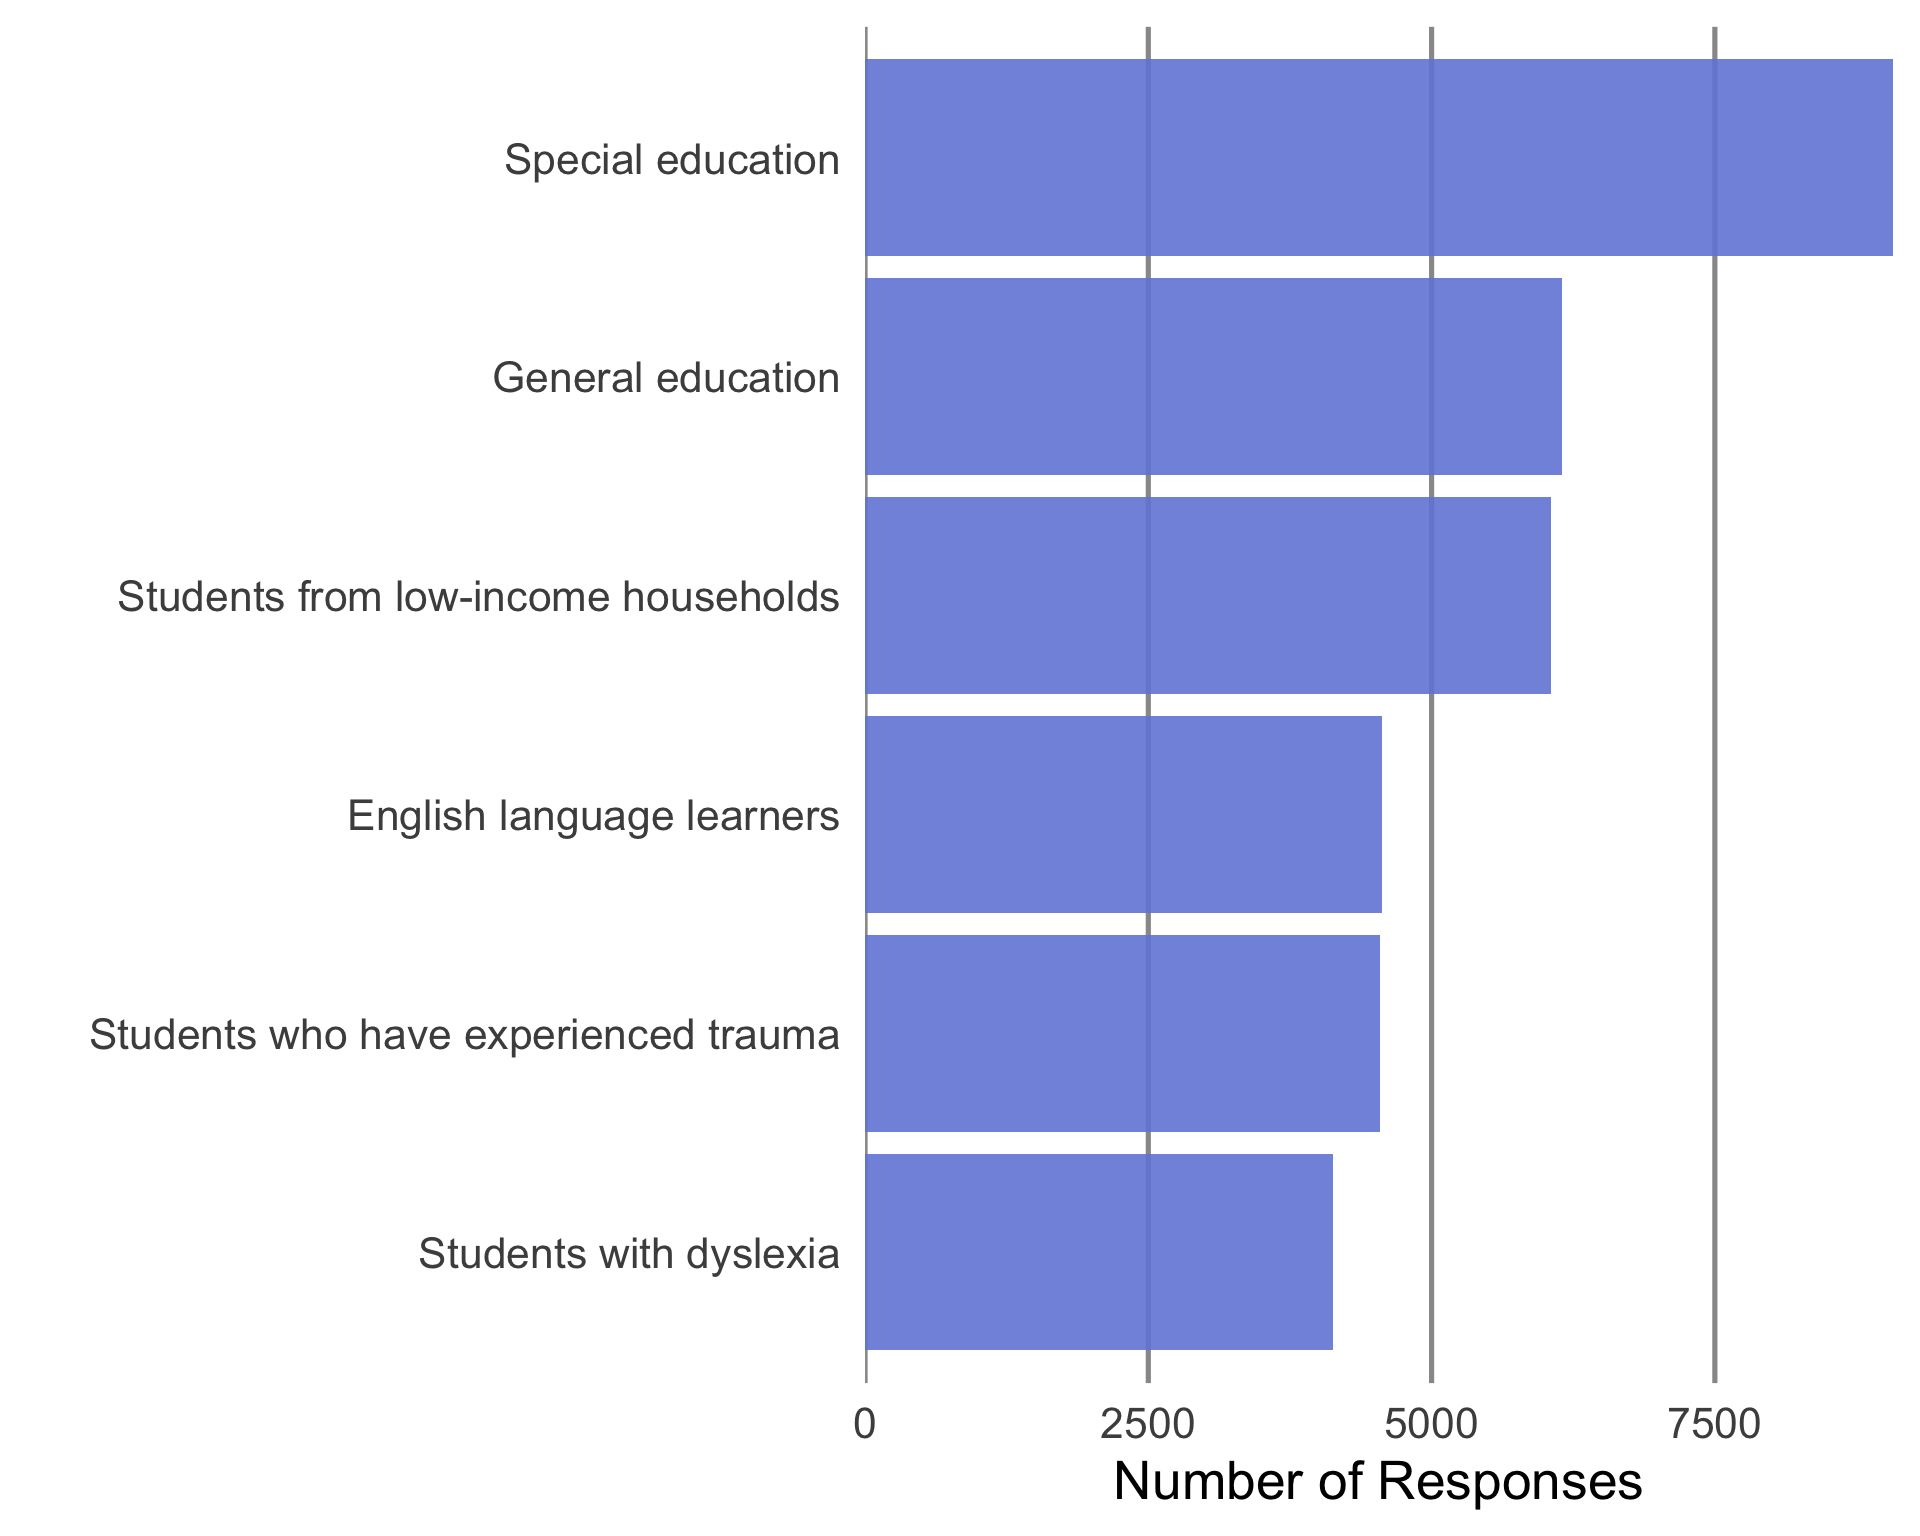 Special education
General education
Students from low-income households
English language learners
Students who have experienced trauma
Students with dyslexia
0 2500 5000 7500
Number of Responses